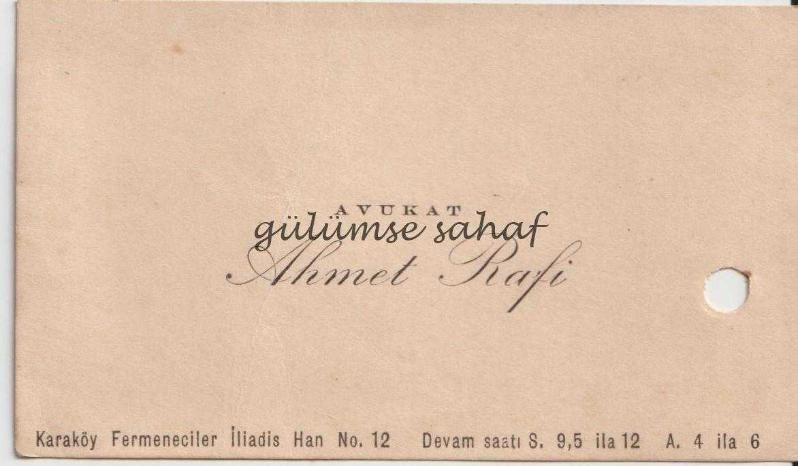 AVUKAT
gülümse sahaf
Ahmet Rafi
Karaköy Fermeneciler İliadis Han No. 12 Devam saatı S. 9,5 ila 12 A. 4 ila 6